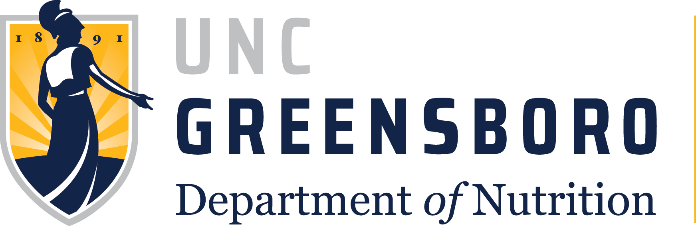 1891
UNC
GREENSBORO
Department of Nutrition